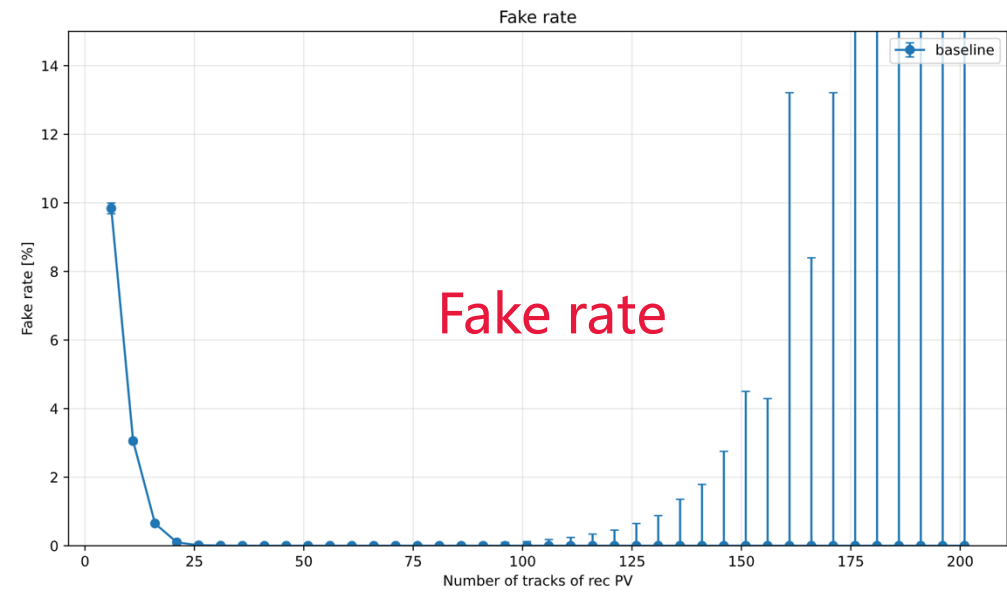 Fake rate
baseline
Fake rate [%]
14
12
10
8
6
4
2
0
Fake rate
0 25 50 75 100 125 150 175 200
Number of tracks of rec PV